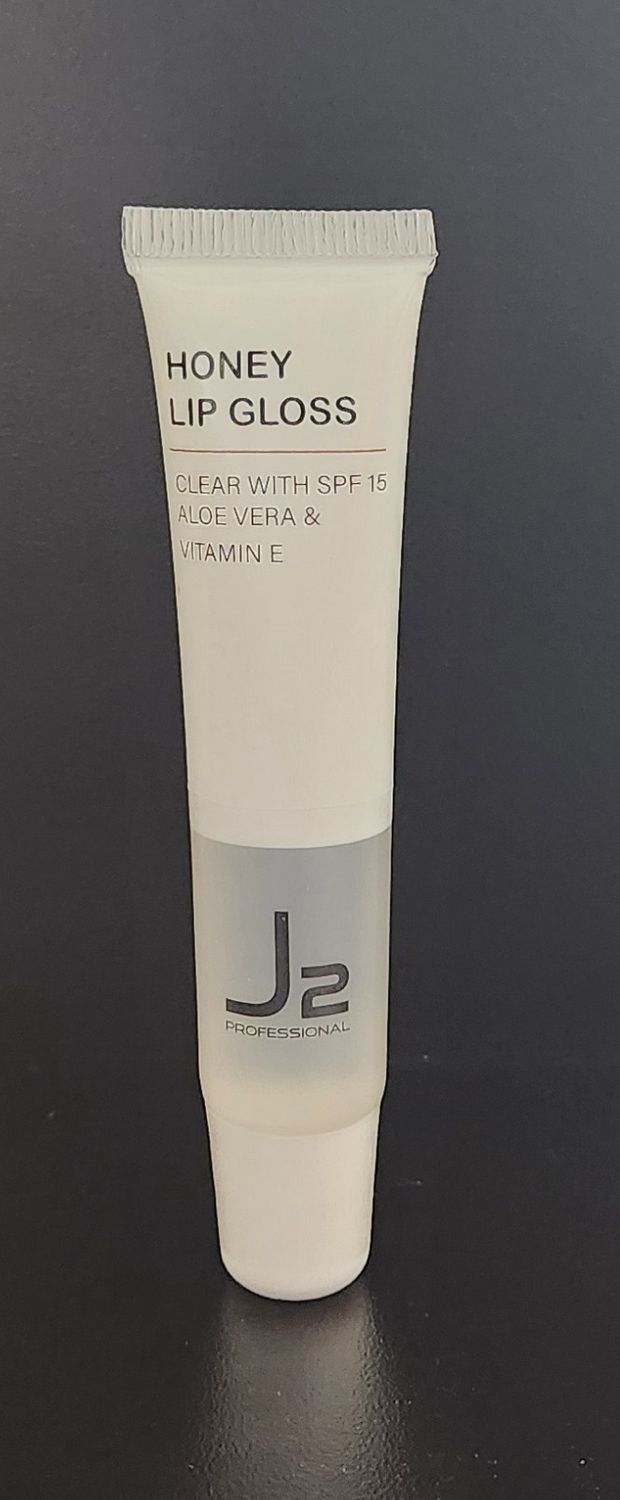 HONEY
LIP GLOSS
CLEAR WITH SPF 15
ALOE VERA &
VITAMIN E
J2
PROFESSIONAL